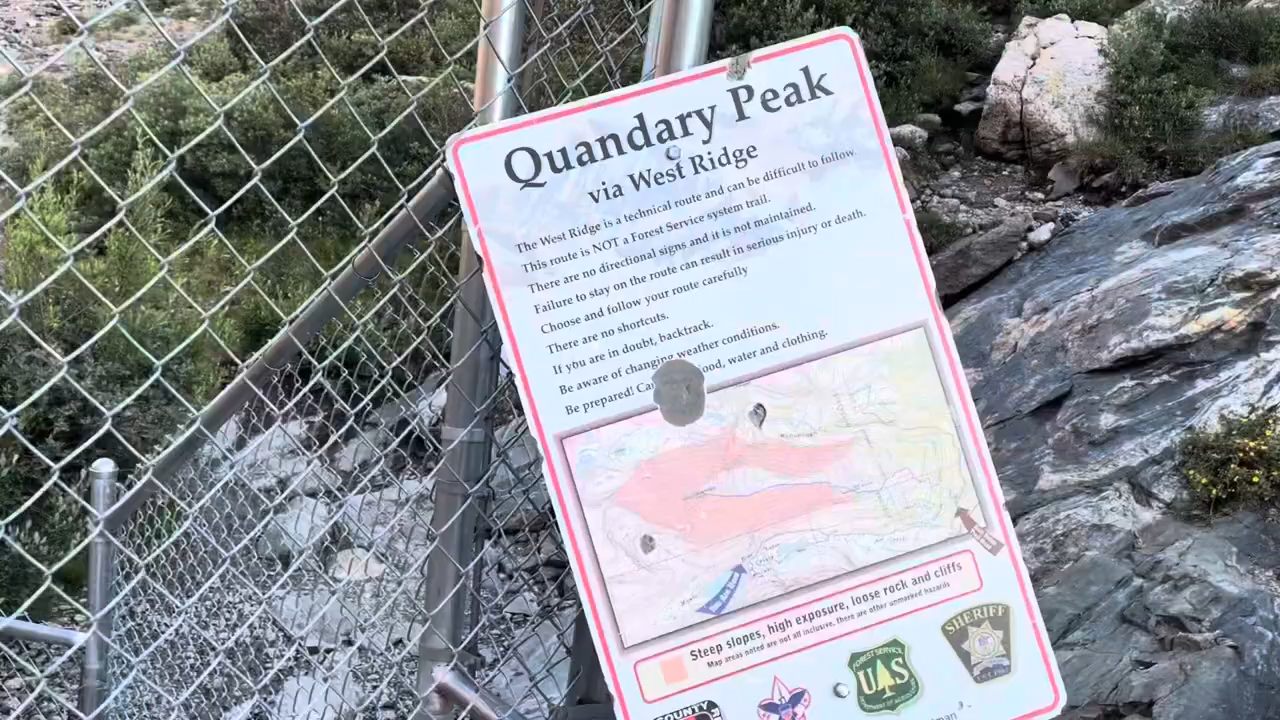 Quandary Peak
via West Ridge
The West Ridge is a technical route and can be difficult to follow.
This route is NOT a Forest Service system trail.
There are no directional signs and it is not maintained.
Failure to stay on the route can result in serious injury or death.
Choose and follow your route carefully
There are no shortcuts.
If you are in doubt, backtrack.
Be aware of changing weather conditions.
Be prepared! water and clothing.
Steep slopes, high exposure, loose rock and cliffs
Map areas noted are not all inclusive, there are other unmarked hazards
SHERIFF
FOREST SERVICE
UAS
COUNTY